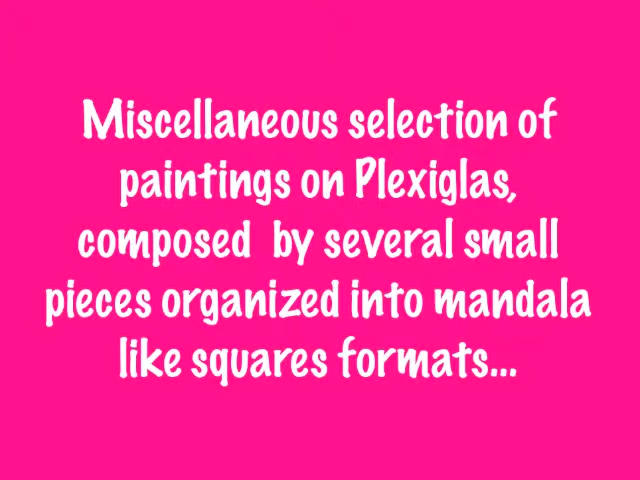 Miscellaneous selection of
paintings on Plexiglas,
composed  by several small
pieces organized into mandala
like squares formats...